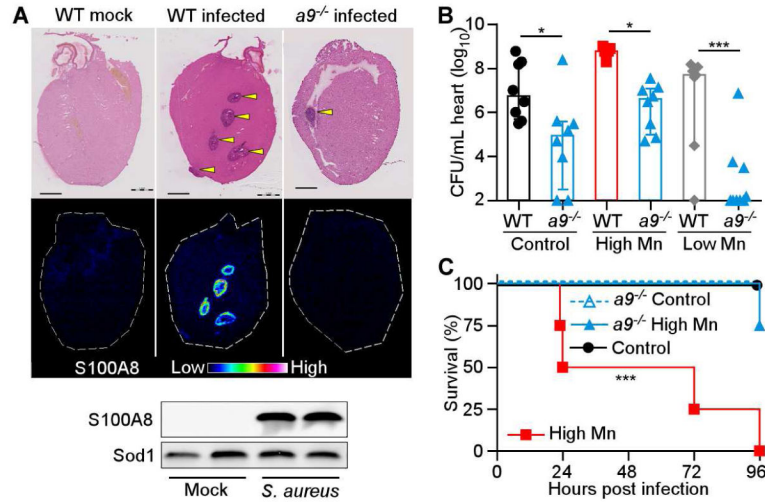 A
WT mock
WT infected
a9⁻/⁻ infected
S100A8
Low
High
S100A8
Sod1
Mock
S. aureus
B
CFU/mL heart (log₁₀)
10
8
6
4
2
*
*
***
WT a9⁻/⁻ WT a9⁻/⁻ WT a9⁻/⁻
Control High Mn Low Mn
C
Survival (%)
100
75
50
25
0
a9⁻/⁻ Control
a9⁻/⁻ High Mn
Control
***
High Mn
0 24 48 72 96
Hours post infection